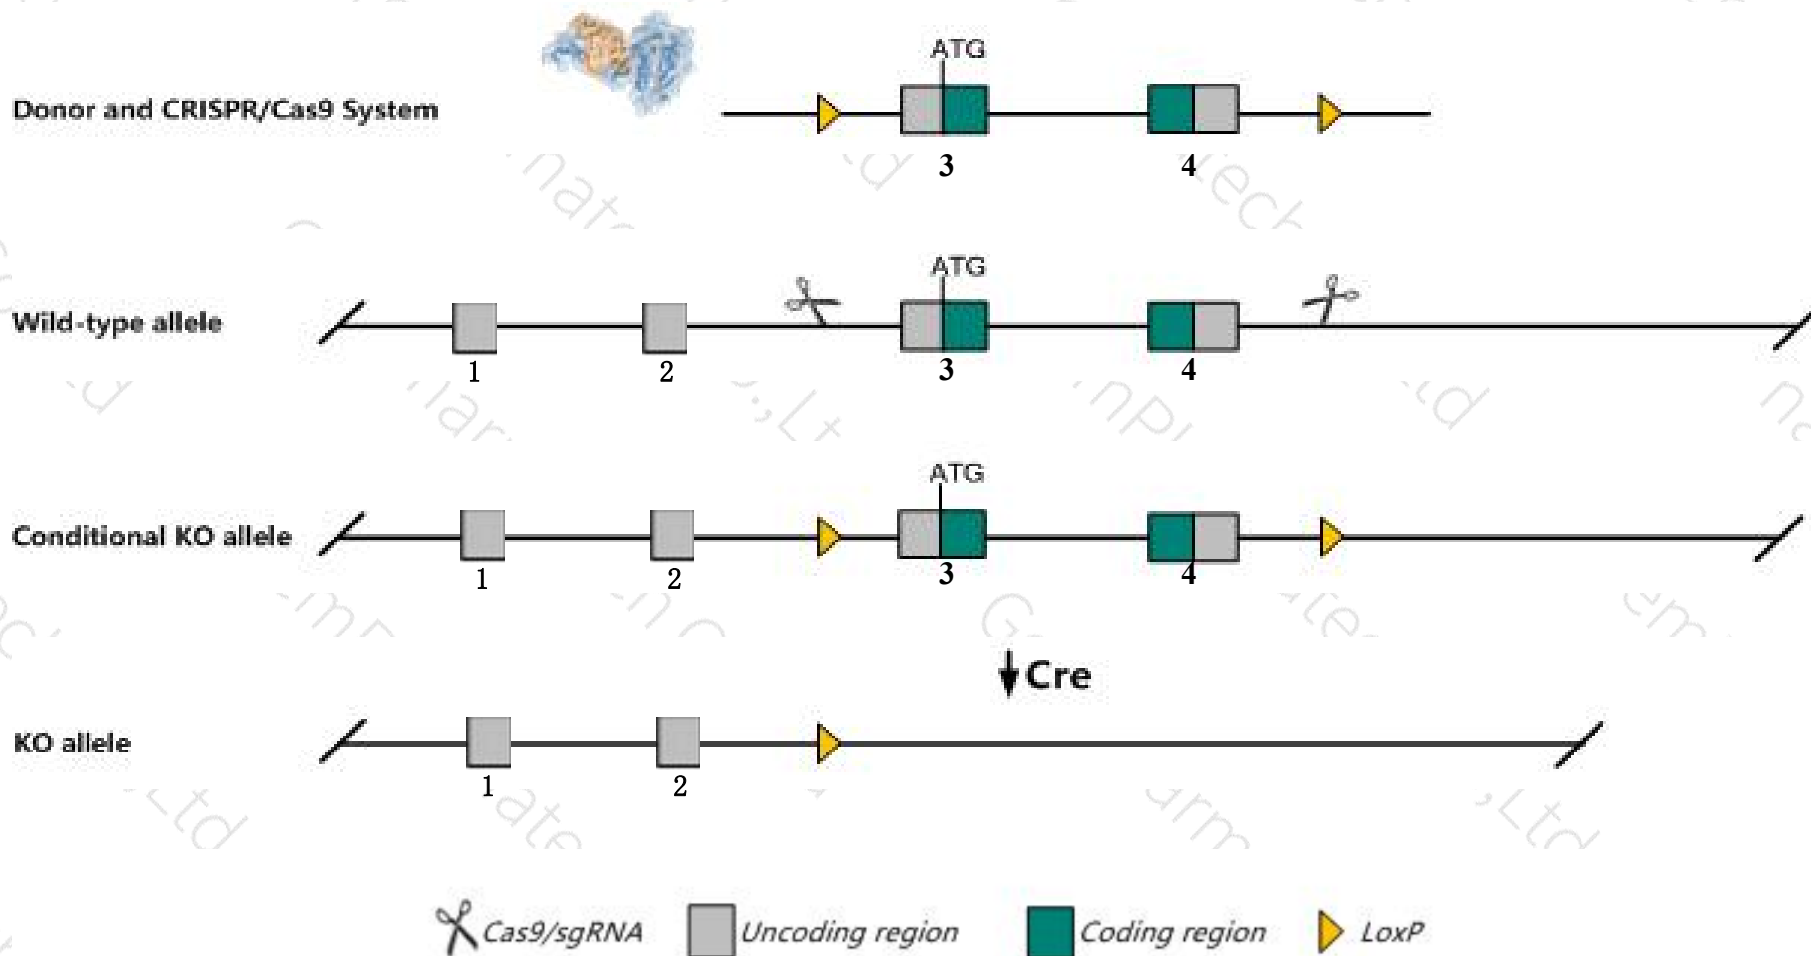 ATG
Donor and CRISPR/Cas9 System
3 4
ATG
Wild-type allele
1 2 3 4
ATG
Conditional KO allele
1 2 3 4
Cre
KO allele
1 2
Cas9/sgRNA Uncoding region Coding region LoxP